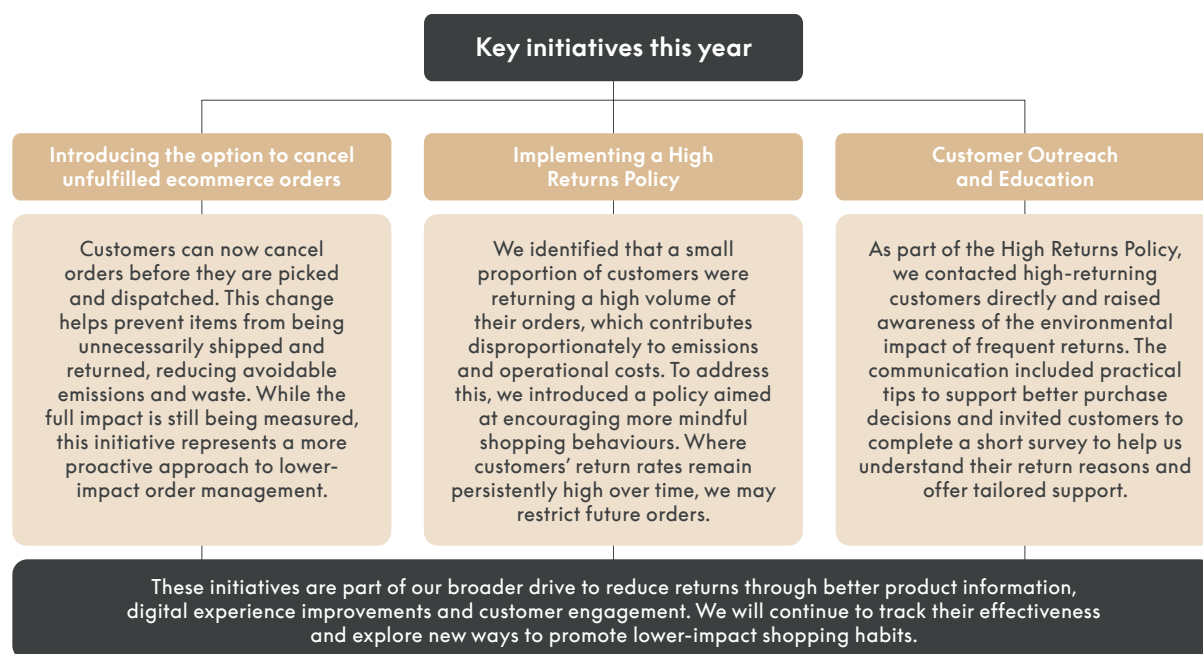 Key initiatives this year
Introducing the option to cancel
unfulfilled ecommerce orders
Customers can now cancel
orders before they are picked
and dispatched. This change
helps prevent items from being
unnecessarily shipped and
returned, reducing avoidable
emissions and waste. While the
full impact is still being measured,
this initiative represents a more
proactive approach to lower-
impact order management.
Implementing a High
Returns Policy
We identified that a small
proportion of customers were
returning a high volume of
their orders, which contributes
disproportionately to emissions
and operational costs. To address
this, we introduced a policy aimed
at encouraging more mindful
shopping behaviours. Where
customers’ return rates remain
persistently high over time, we may
restrict future orders.
Customer Outreach
and Education
As part of the High Returns Policy,
we contacted high-returning
customers directly and raised
awareness of the environmental
impact of frequent returns. The
communication included practical
tips to support better purchase
decisions and invited customers to
complete a short survey to help us
understand their return reasons and
offer tailored support.
These initiatives are part of our broader drive to reduce returns through better product information,
digital experience improvements and customer engagement. We will continue to track their effectiveness
and explore new ways to promote lower-impact shopping habits.